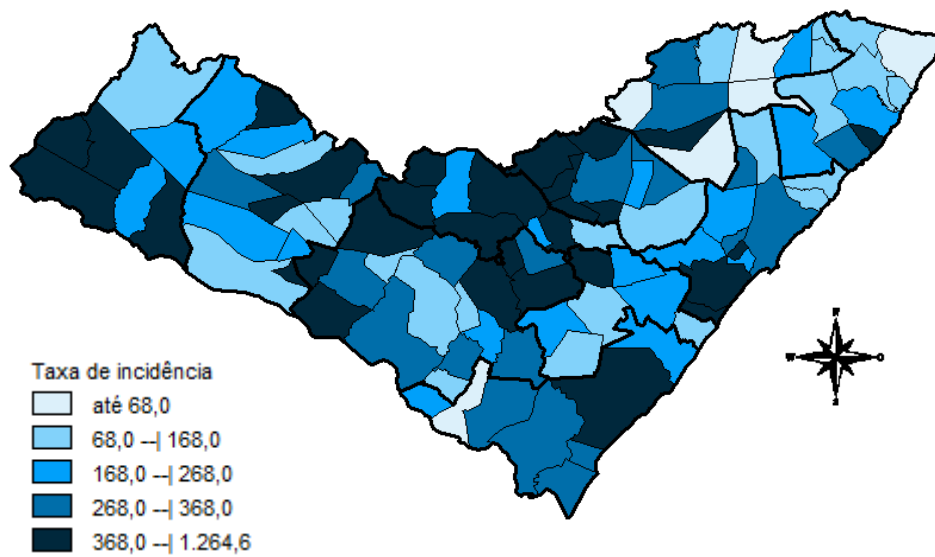 Taxa de incidência
até 68,0
68,0 --| 168,0
168,0 --| 268,0
268,0 --| 368,0
368,0 --| 1.264,6
W
O